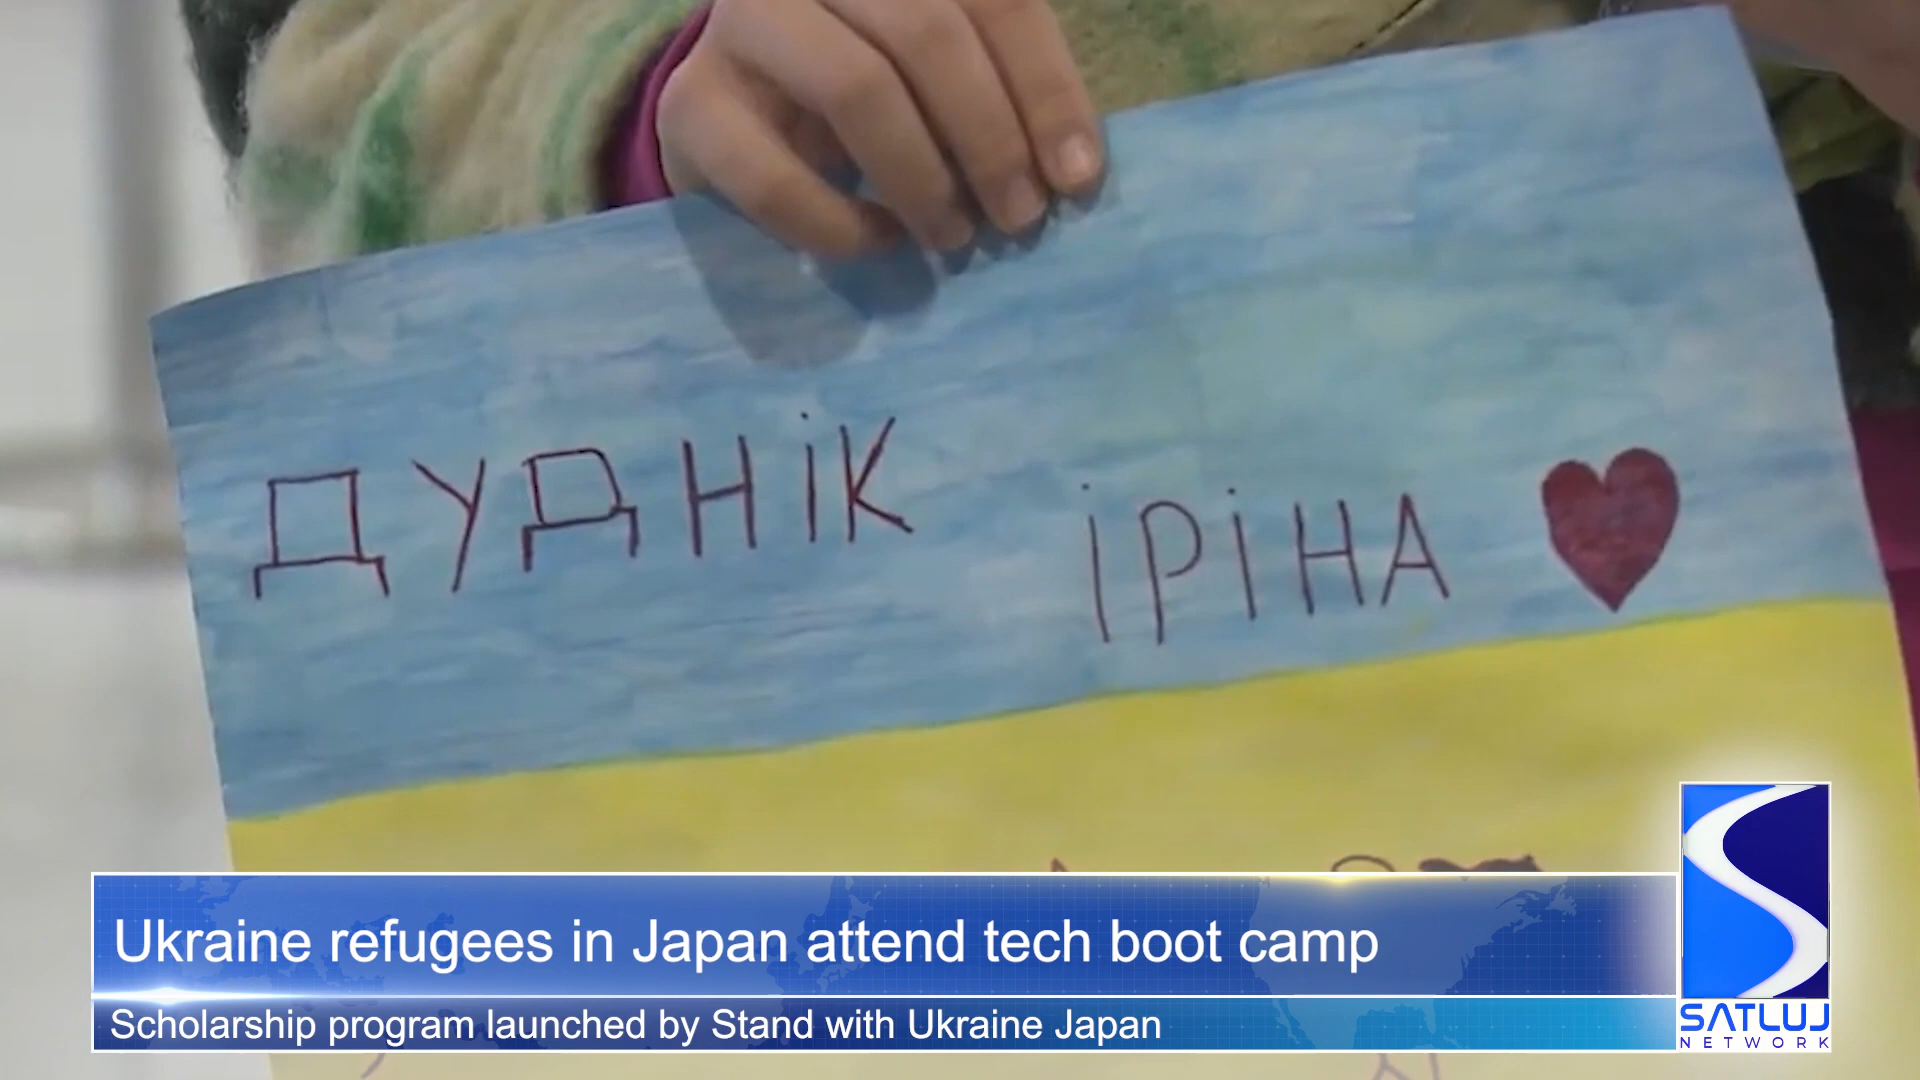 ДУДНІК ІРІНА
Ukraine refugees in Japan attend tech boot camp
Scholarship program launched by Stand with Ukraine Japan
SATLUJ
NETWORK